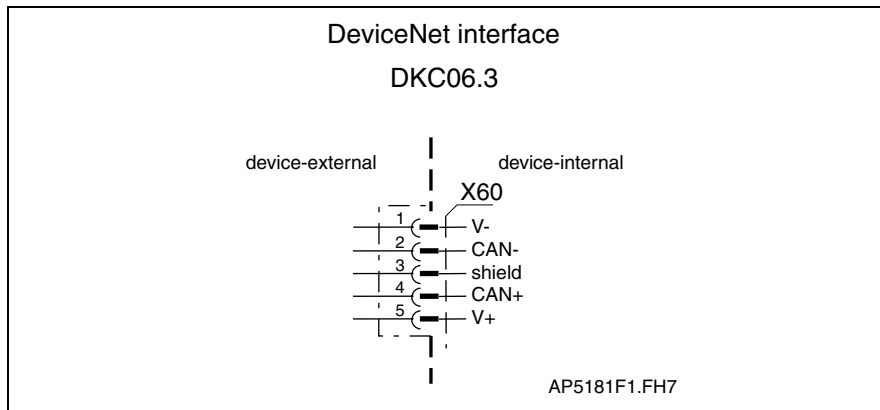 DeviceNet interface
DKC06.3
device-external
device-internal
X60
1 V-
2 CAN-
3 shield
4 CAN+
5 V+
AP5181F1.FH7